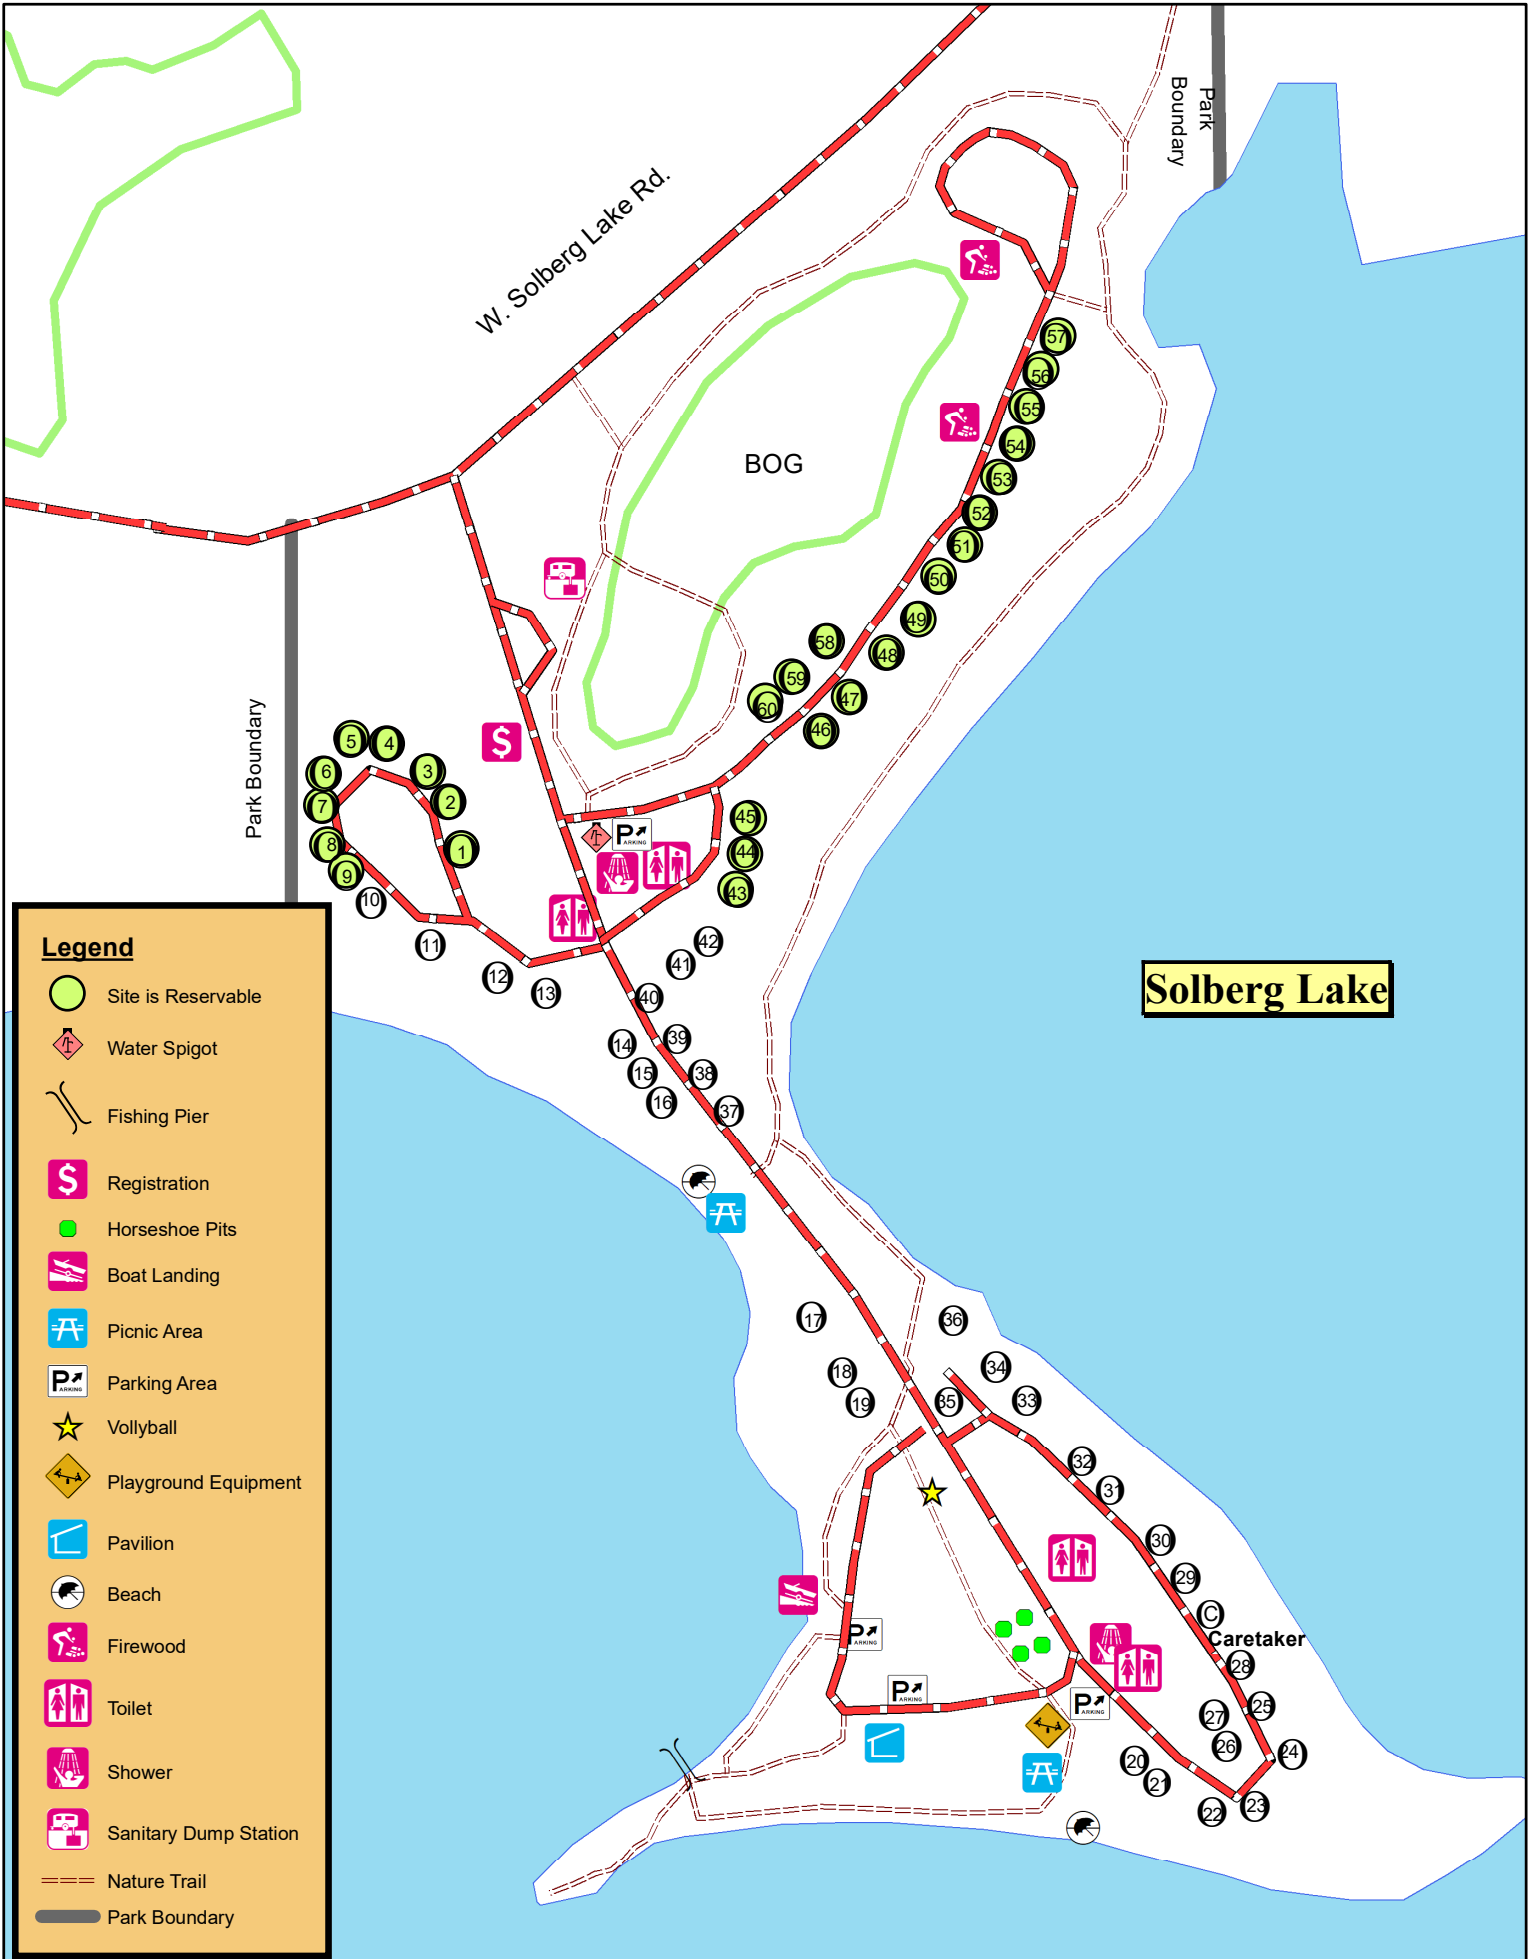 Park
Boundary
W. Solberg Lake Rd.
57
56
55
BOG
54
53
52
51
50
49
58
48
59
47
60
46
Park Boundary
5
4
3
6
2
7
45
P
ARKING
8
1
44
9
43
10
42
11
41
12
13
40
Solberg Lake
39
14
15
38
16
37
17
36
34
18
33
35
19
32
31
30
29
C
Caretaker
28
P
ARKING
P
ARKING
P
ARKING
25
27
26
24
20
21
23
22
Legend
Site is Reservable
Water Spigot
Fishing Pier
$ Registration
Horseshoe Pits
Boat Landing
Picnic Area
P
ARKING
Parking Area
Vollyball
Playground Equipment
Pavilion
Beach
Firewood
Toilet
Shower
Sanitary Dump Station
Nature Trail
Park Boundary
$